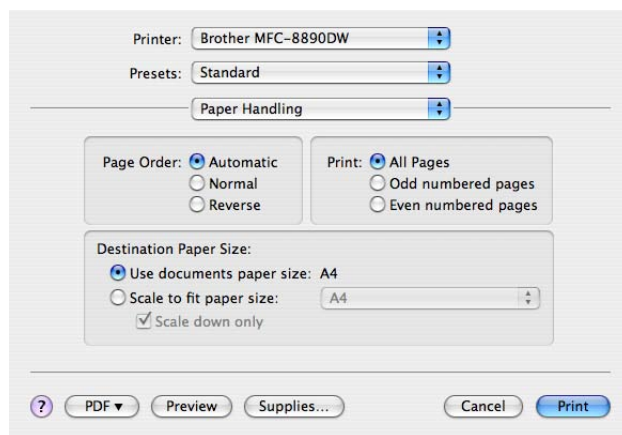 Printer: Brother MFC-8890DW
Presets: Standard
Paper Handling
Page Order: Automatic Print: All Pages
Normal Odd numbered pages
Reverse Even numbered pages
Destination Paper Size:
Use documents paper size: A4
Scale to fit paper size: A4
Scale down only
? PDF ▼ Preview Supplies... Cancel Print